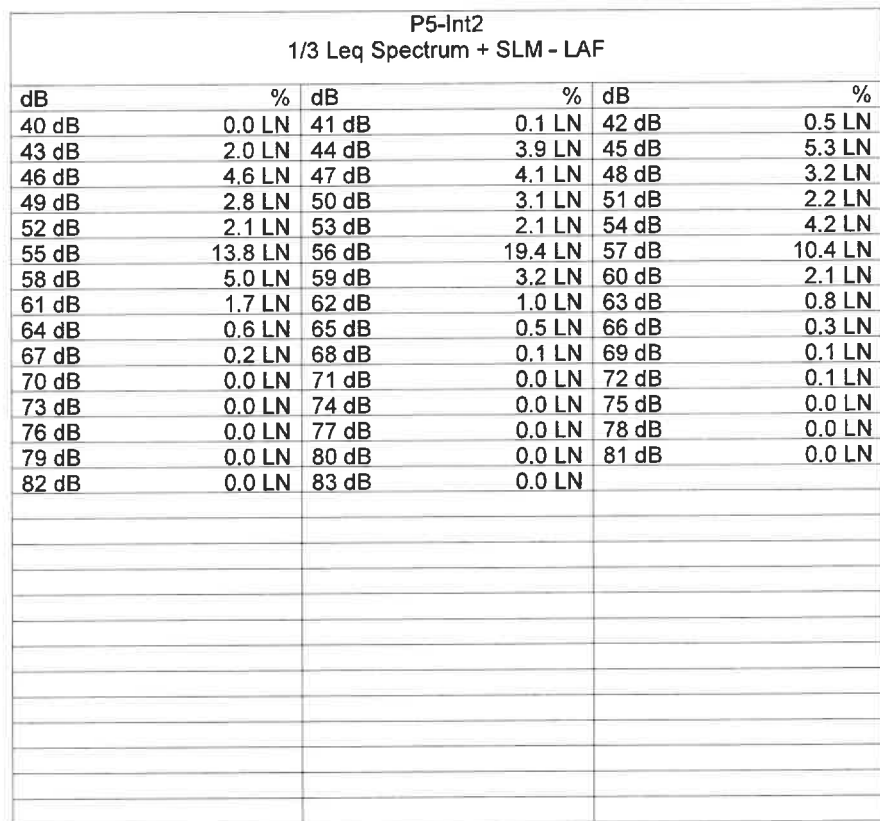 P5-Int2
1/3 Leq Spectrum + SLM - LAF
dB % dB % dB %
40 dB 0.0 LN 41 dB 0.1 LN 42 dB 0.5 LN
43 dB 2.0 LN 44 dB 3.9 LN 45 dB 5.3 LN
46 dB 4.6 LN 47 dB 4.1 LN 48 dB 3.2 LN
49 dB 2.8 LN 50 dB 3.1 LN 51 dB 2.2 LN
52 dB 2.1 LN 53 dB 2.1 LN 54 dB 4.2 LN
55 dB 13.8 LN 56 dB 19.4 LN 57 dB 10.4 LN
58 dB 5.0 LN 59 dB 3.2 LN 60 dB 2.1 LN
61 dB 1.7 LN 62 dB 1.0 LN 63 dB 0.8 LN
64 dB 0.6 LN 65 dB 0.5 LN 66 dB 0.3 LN
67 dB 0.2 LN 68 dB 0.1 LN 69 dB 0.1 LN
70 dB 0.0 LN 71 dB 0.0 LN 72 dB 0.1 LN
73 dB 0.0 LN 74 dB 0.0 LN 75 dB 0.0 LN
76 dB 0.0 LN 77 dB 0.0 LN 78 dB 0.0 LN
79 dB 0.0 LN 80 dB 0.0 LN 81 dB 0.0 LN
82 dB 0.0 LN 83 dB 0.0 LN